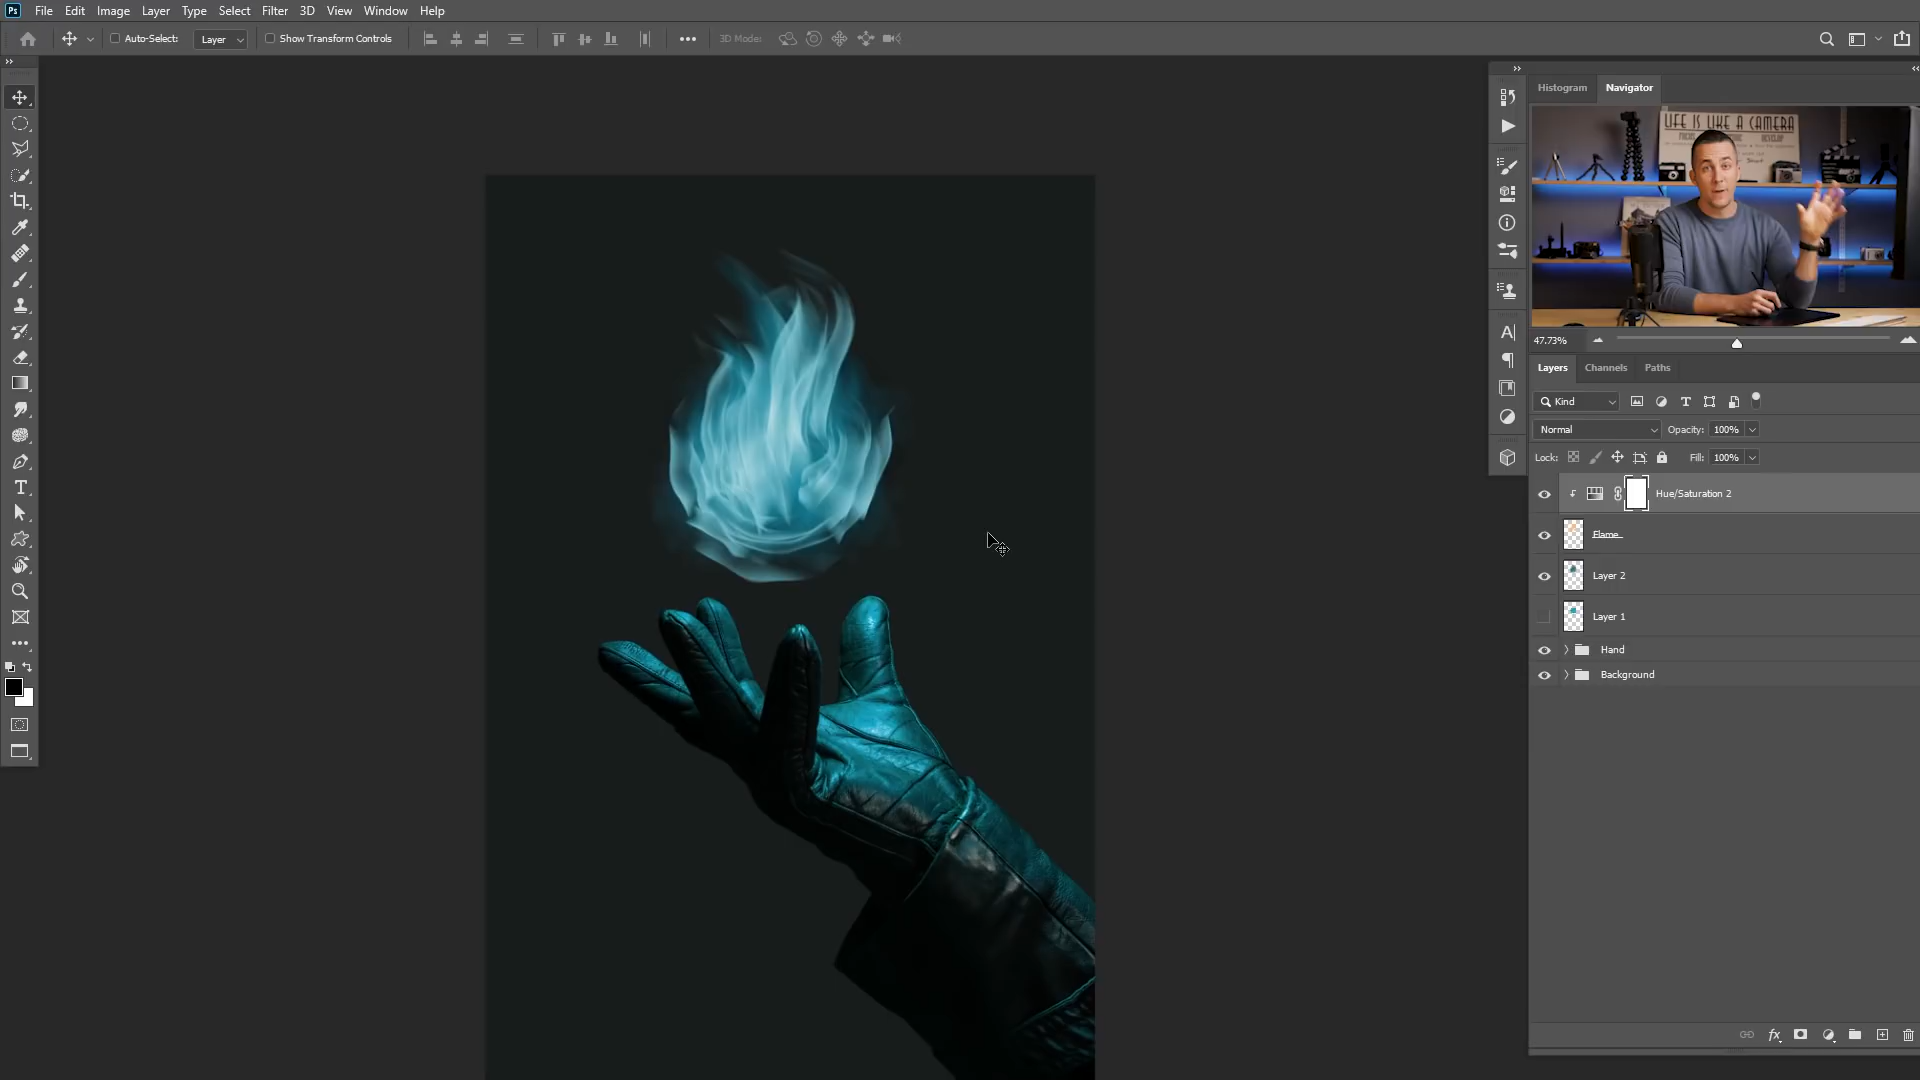 Ps File Edit Image Layer Type Select Filter 3D View Window Help
Auto-Select: Layer Show Transform Controls 3D Mode:
Histogram Navigator
LIFE IS LIKE A CAMERA
47.73%
Layers Channels Paths
Kind
Normal Opacity: 100%
Lock: Fill: 100%
Hue/Saturation 2
Flame
Layer 2
Layer 1
Hand
Background